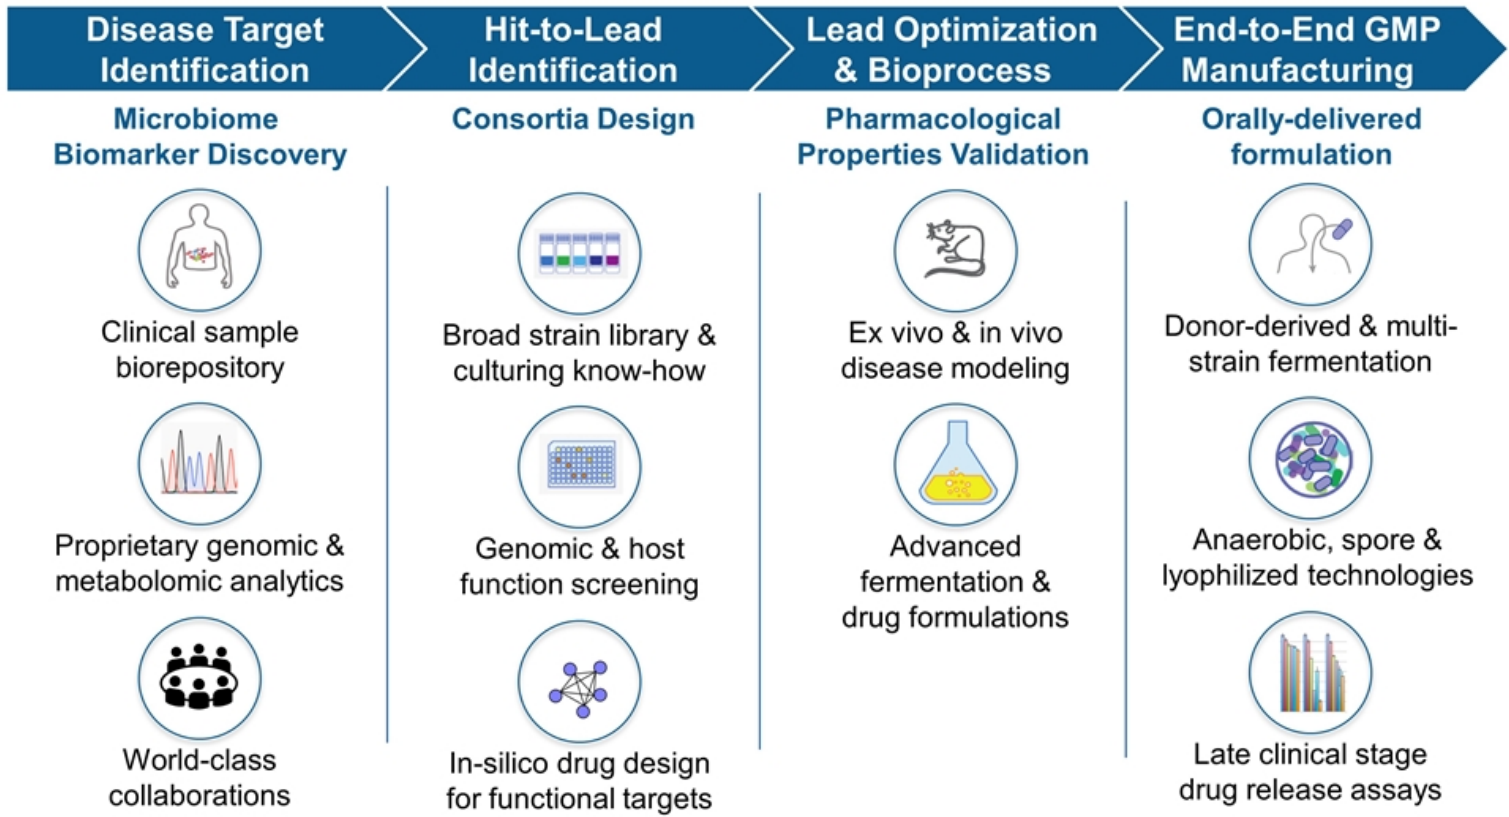 Disease Target
Identification
Hit-to-Lead
Identification
Lead Optimization
& Bioprocess
End-to-End GMP
Manufacturing
Microbiome
Biomarker Discovery
Clinical sample
biorepository
Proprietary genomic &
metabolomic analytics
World-class
collaborations
Consortia Design
Broad strain library &
culturing know-how
Genomic & host
function screening
In-silico drug design
for functional targets
Pharmacological
Properties Validation
Ex vivo & in vivo
disease modeling
Advanced
fermentation &
drug formulations
Orally-delivered
formulation
Donor-derived & multi-
strain fermentation
Anaerobic, spore &
lyophilized technologies
Late clinical stage
drug release assays